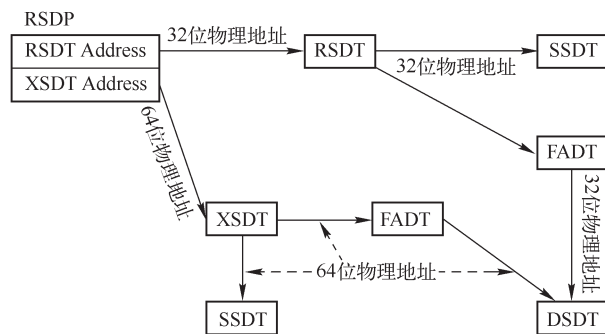 RSDP
RSDT Address
XSDT Address
32位物理地址
RSDT
32位物理地址
SSDT
64位物理地址
FADT
32位物理地址
XSDT
FADT
64位物理地址
SSDT
DSDT